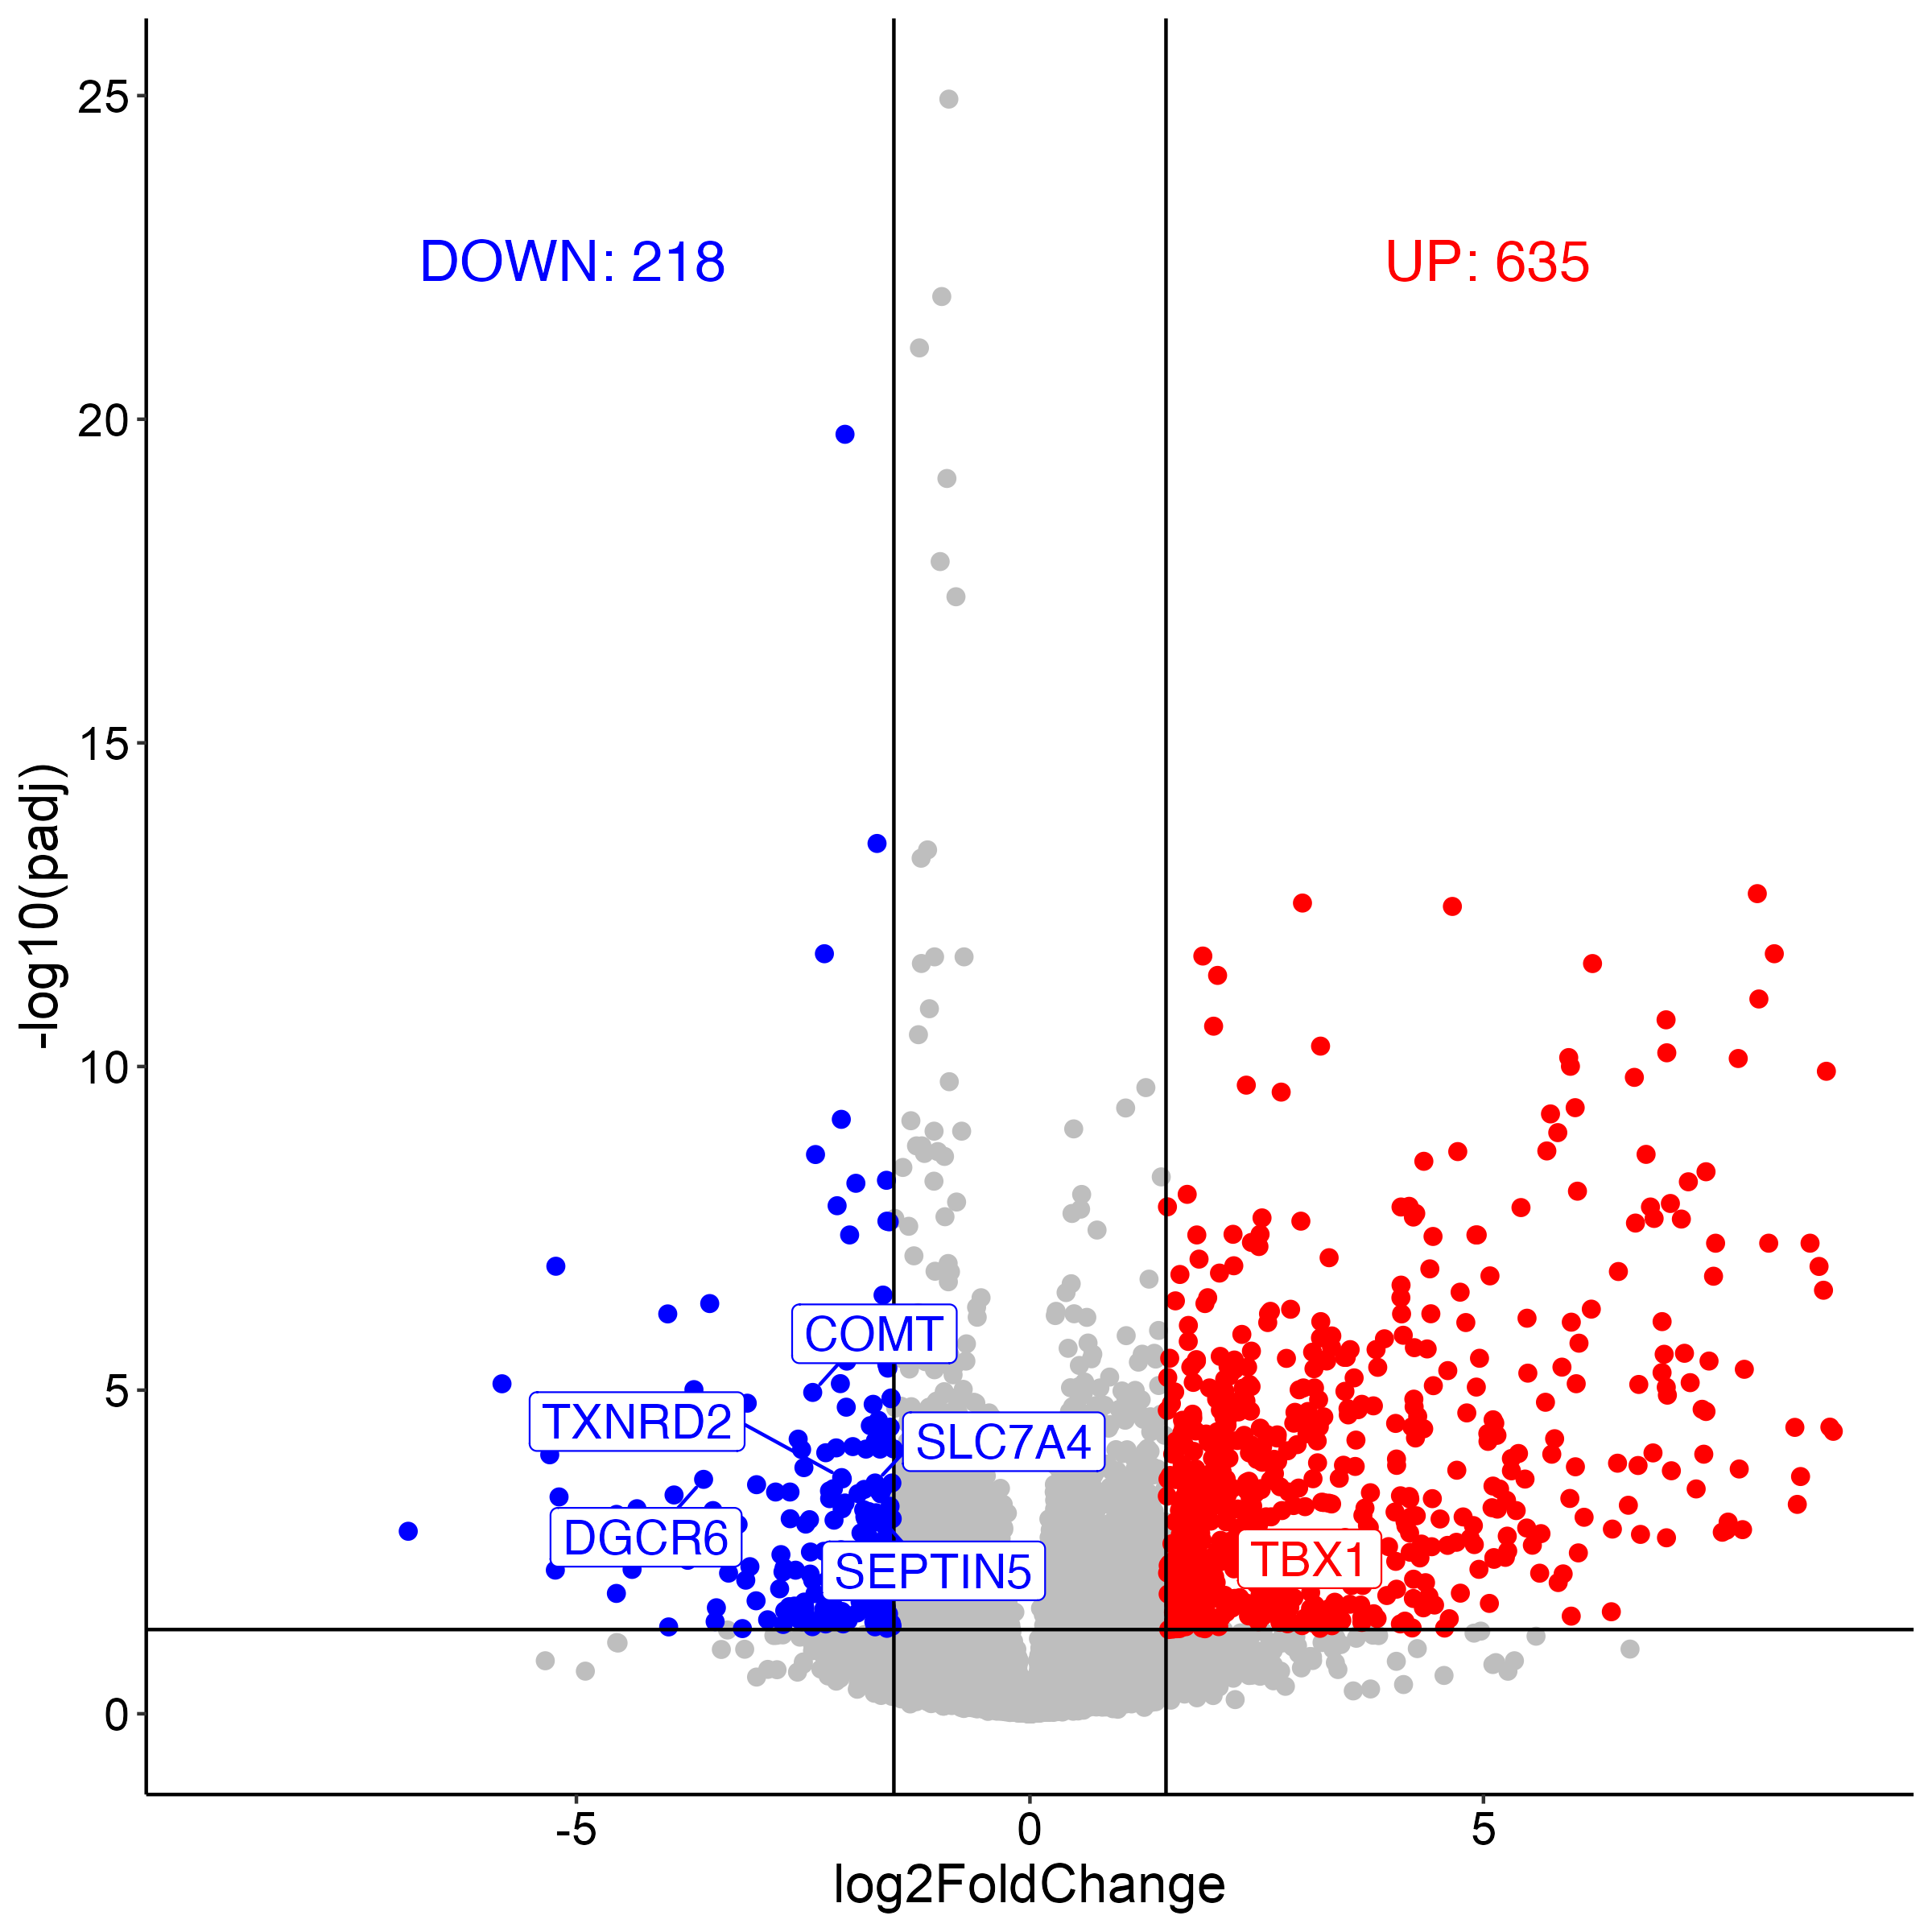 25
DOWN: 218
UP: 635
20
15
-log10(padj)
10
COMT
5
TXNRD2
SLC7A4
DGCR6
SEPTIN5
TBX1
0
-5
0
5
log2FoldChange